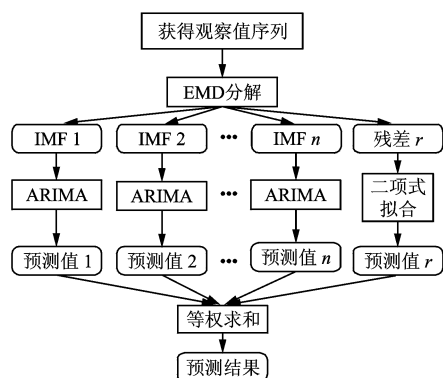 获得观察值序列
EMD分解
IMF 1 IMF 2 ••• IMF n 残差 r
ARIMA ARIMA ••• ARIMA 二项式
拟合
预测值 1 预测值 2 ••• 预测值 n 预测值 r
等权求和
预测结果